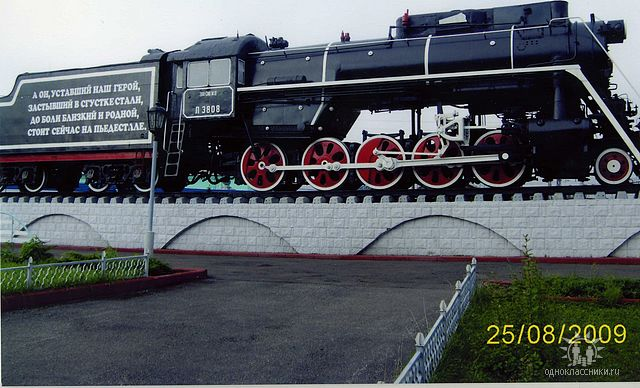 А ОН, УСТАВШИЙ НАШ ГЕРОЙ,
ЗАСТЫВШИЙ В СГУСТКЕ СТАЛИ,
ДО БОЛИ БЛИЗКИЙ И РОДНОЙ,
СТОИТ СЕЙЧАС НА ПЬЕДЕСТАЛЕ.
П 3808
25/08/2009
одноклассники.ru